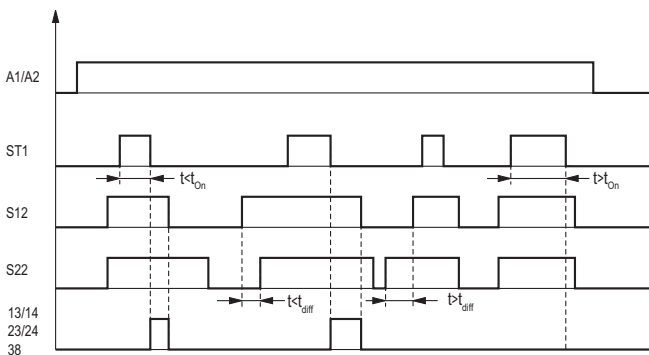 A1/A2
ST1
t<tOn
t>tOn
S12
S22
t<tdiff
t>tdiff
13/14
23/24
38